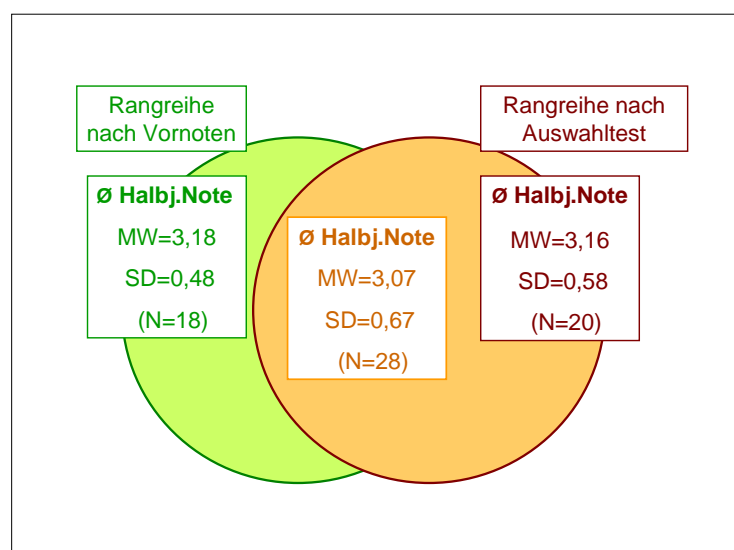 Rangreihe
nach Vornoten
Rangreihe nach
Auswahltest
Ø Halbj.Note
MW=3,18
SD=0,48
(N=18)
Ø Halbj.Note
MW=3,07
SD=0,67
(N=28)
Ø Halbj.Note
MW=3,16
SD=0,58
(N=20)